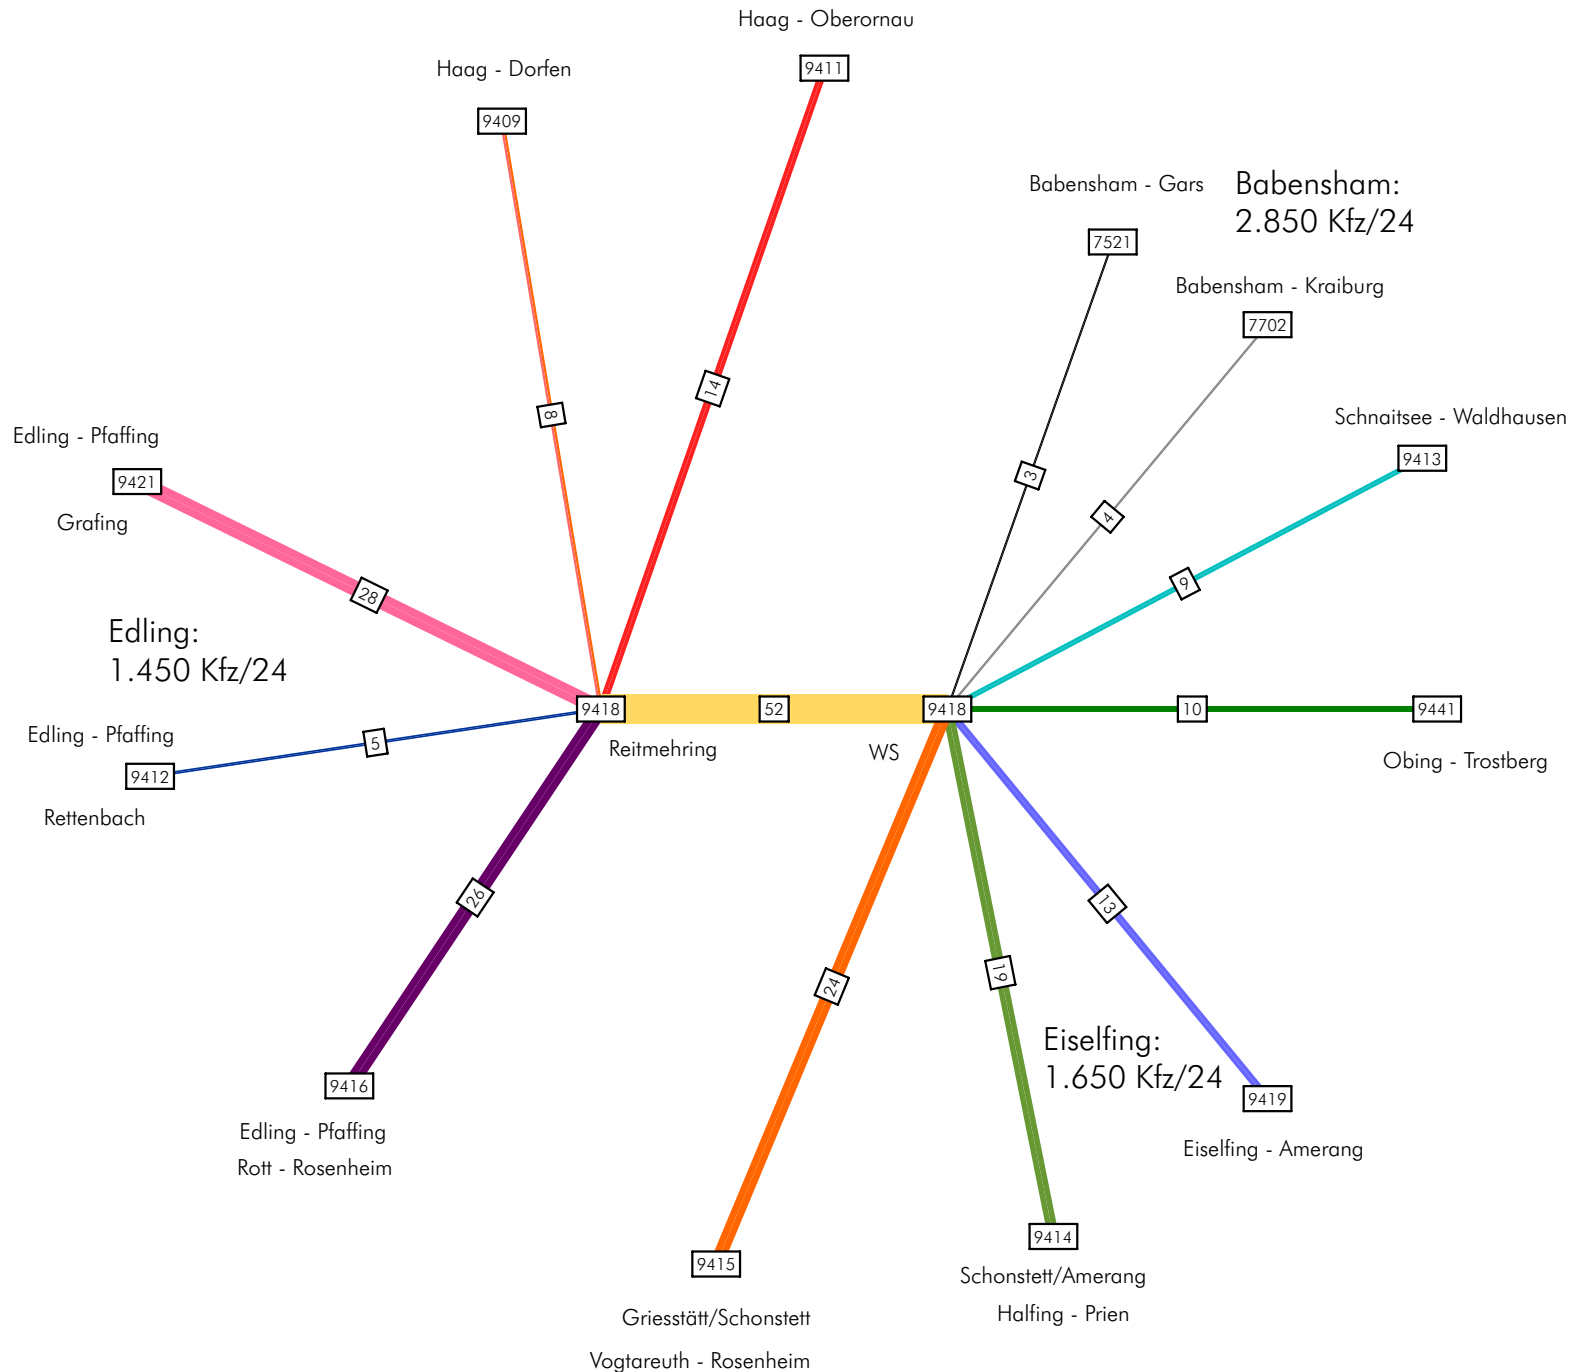 Haag - Oberornau
9411
Haag - Dorfen
9409
Babensham - Gars
7521
Babensham:
2.850 Kfz/24
Babensham - Kraiburg
7702
14
8
3
4
Schnaitsee - Waldhausen
9413
Edling - Pfaffing
9421
Grafing
28
9
Edling:
1.450 Kfz/24
9418
52
9418
10
9441
Reitmehring
WS
Obing - Trostberg
Edling - Pfaffing
5
9412
Rettenbach
26
24
19
13
Eiselfing:
1.650 Kfz/24
9416
Edling - Pfaffing
Rott - Rosenheim
9419
Eiselfing - Amerang
9415
Griesstätt/Schonstett
Vogtareuth - Rosenheim
9414
Schonstett/Amerang
Halfing - Prien